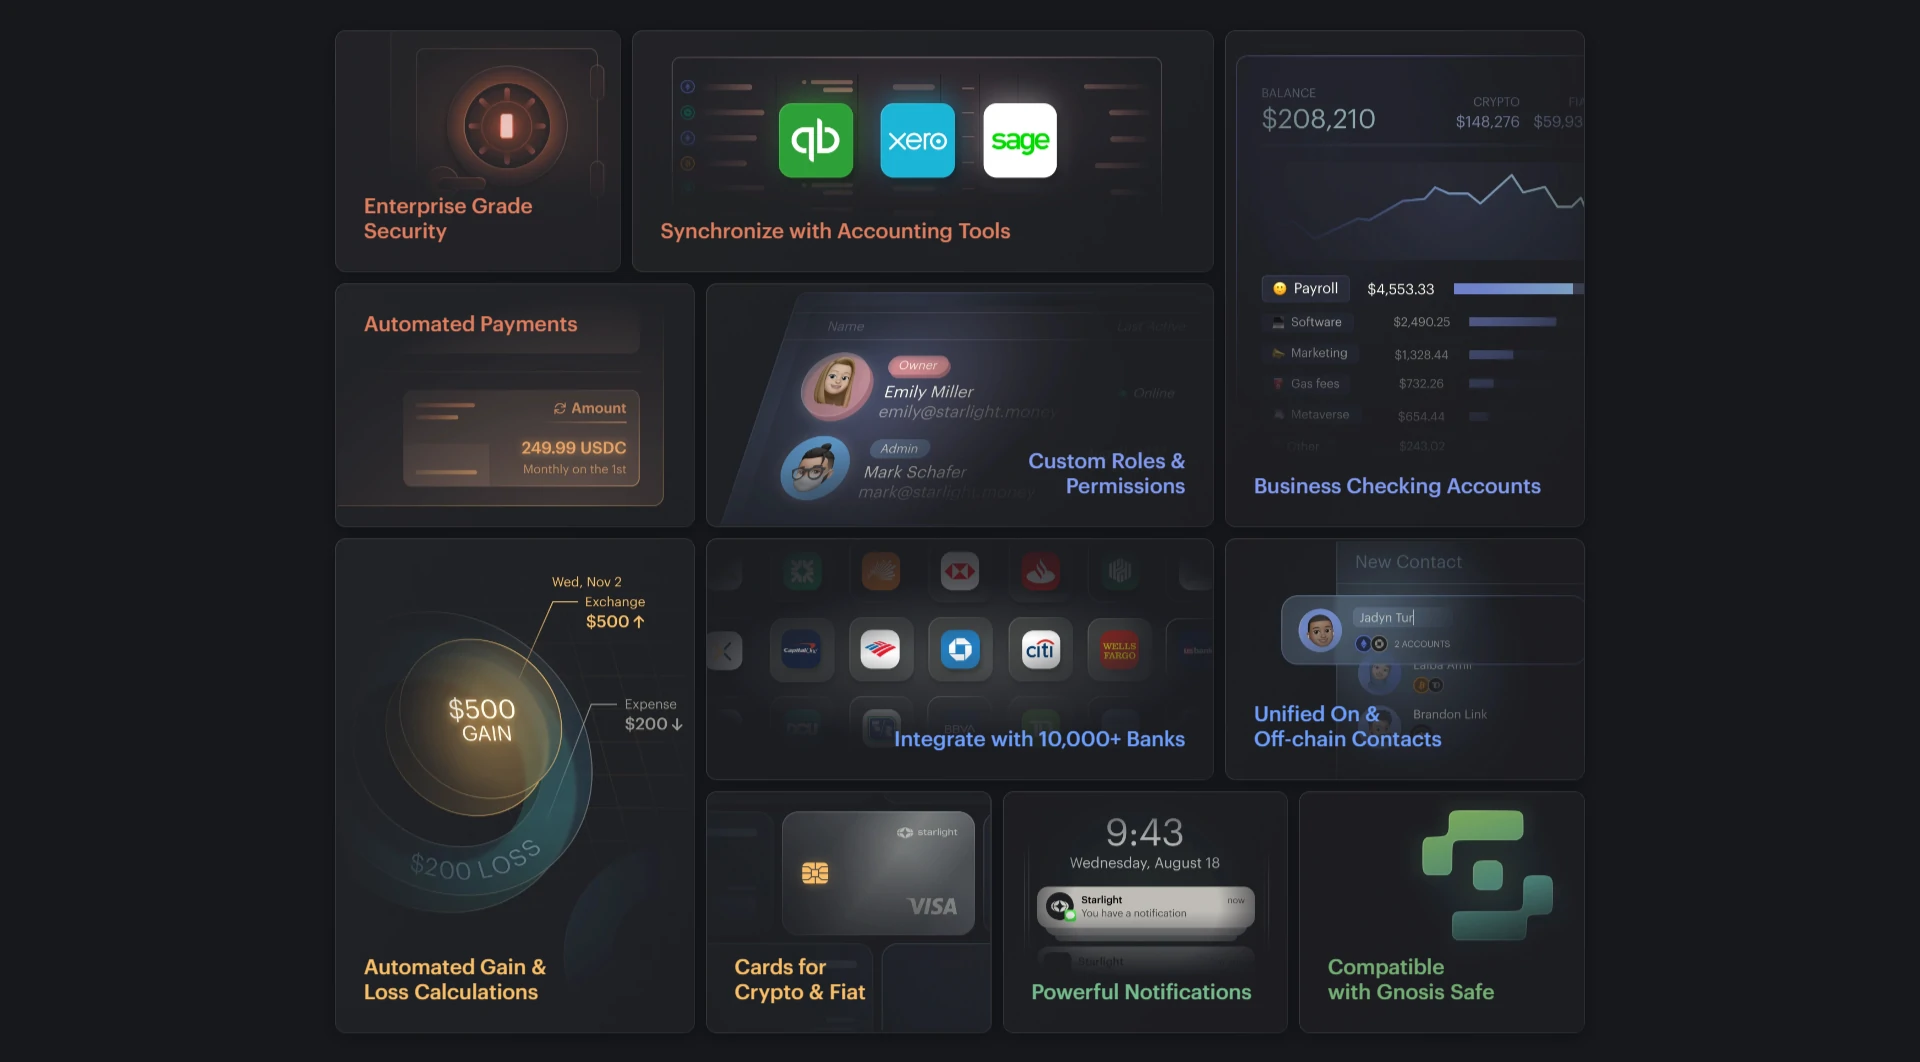 Enterprise Grade
Security
qb
xero
sage
Synchronize with Accounting Tools
BALANCE
$208,210
CRYPTO
$148,276
$59,93
Payroll $4,553.33
Software $2,490.25
Marketing $1,328.44
Gas fees $732.26
Metaverse $654.44
Other $243.02
Business Checking Accounts
Automated Payments
Amount
249.99 USDC
Monthly on the 1st
Name Last Active
Owner
Emily Miller
emily@starlight.money
Online
Admin
Mark Schafer
mark@starlight.money
Custom Roles &
Permissions
Wed, Nov 2
Exchange
$500
$500
GAIN
Expense
$200
$200 LOSS
Automated Gain &
Loss Calculations
Capital One
citi
WELLS
FARGO
BBVA
Integrate with 10,000+ Banks
New Contact
Jadyn Tur
2 ACCOUNTS
Brandon Link
Unified On &
Off-chain Contacts
starlight
VISA
Cards for
Crypto & Fiat
9:43
Wednesday, August 18
Starlight now
You have a notification
Starlight
Powerful Notifications
Compatible
with Gnosis Safe